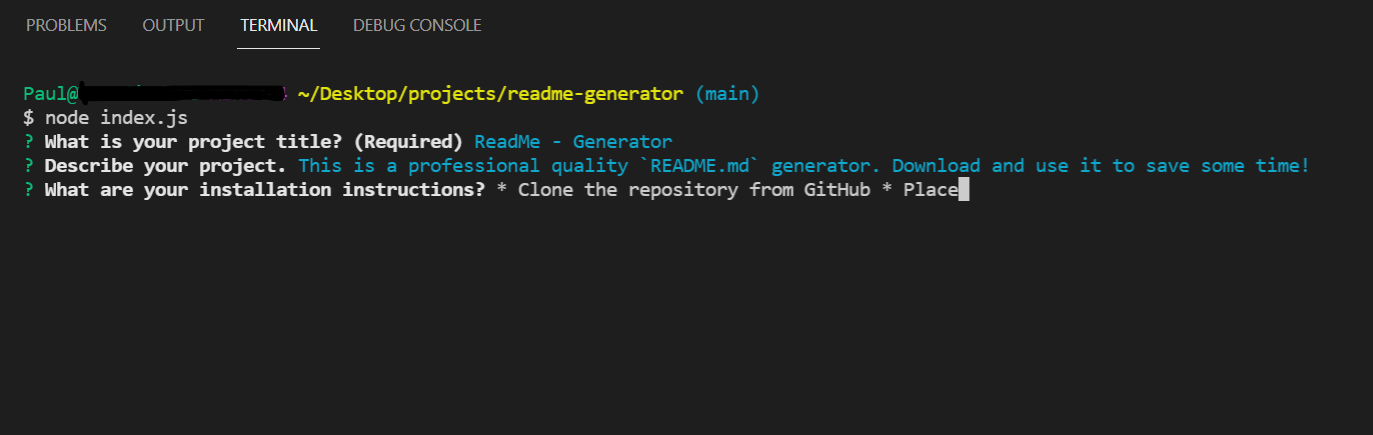 PROBLEMS OUTPUT TERMINAL DEBUG CONSOLE
Paul@ ~/Desktop/projects/readme-generator (main)
$ node index.js
? What is your project title? (Required) ReadMe - Generator
? Describe your project. This is a professional quality `README.md` generator. Download and use it to save some time!
? What are your installation instructions? * Clone the repository from GitHub * Place